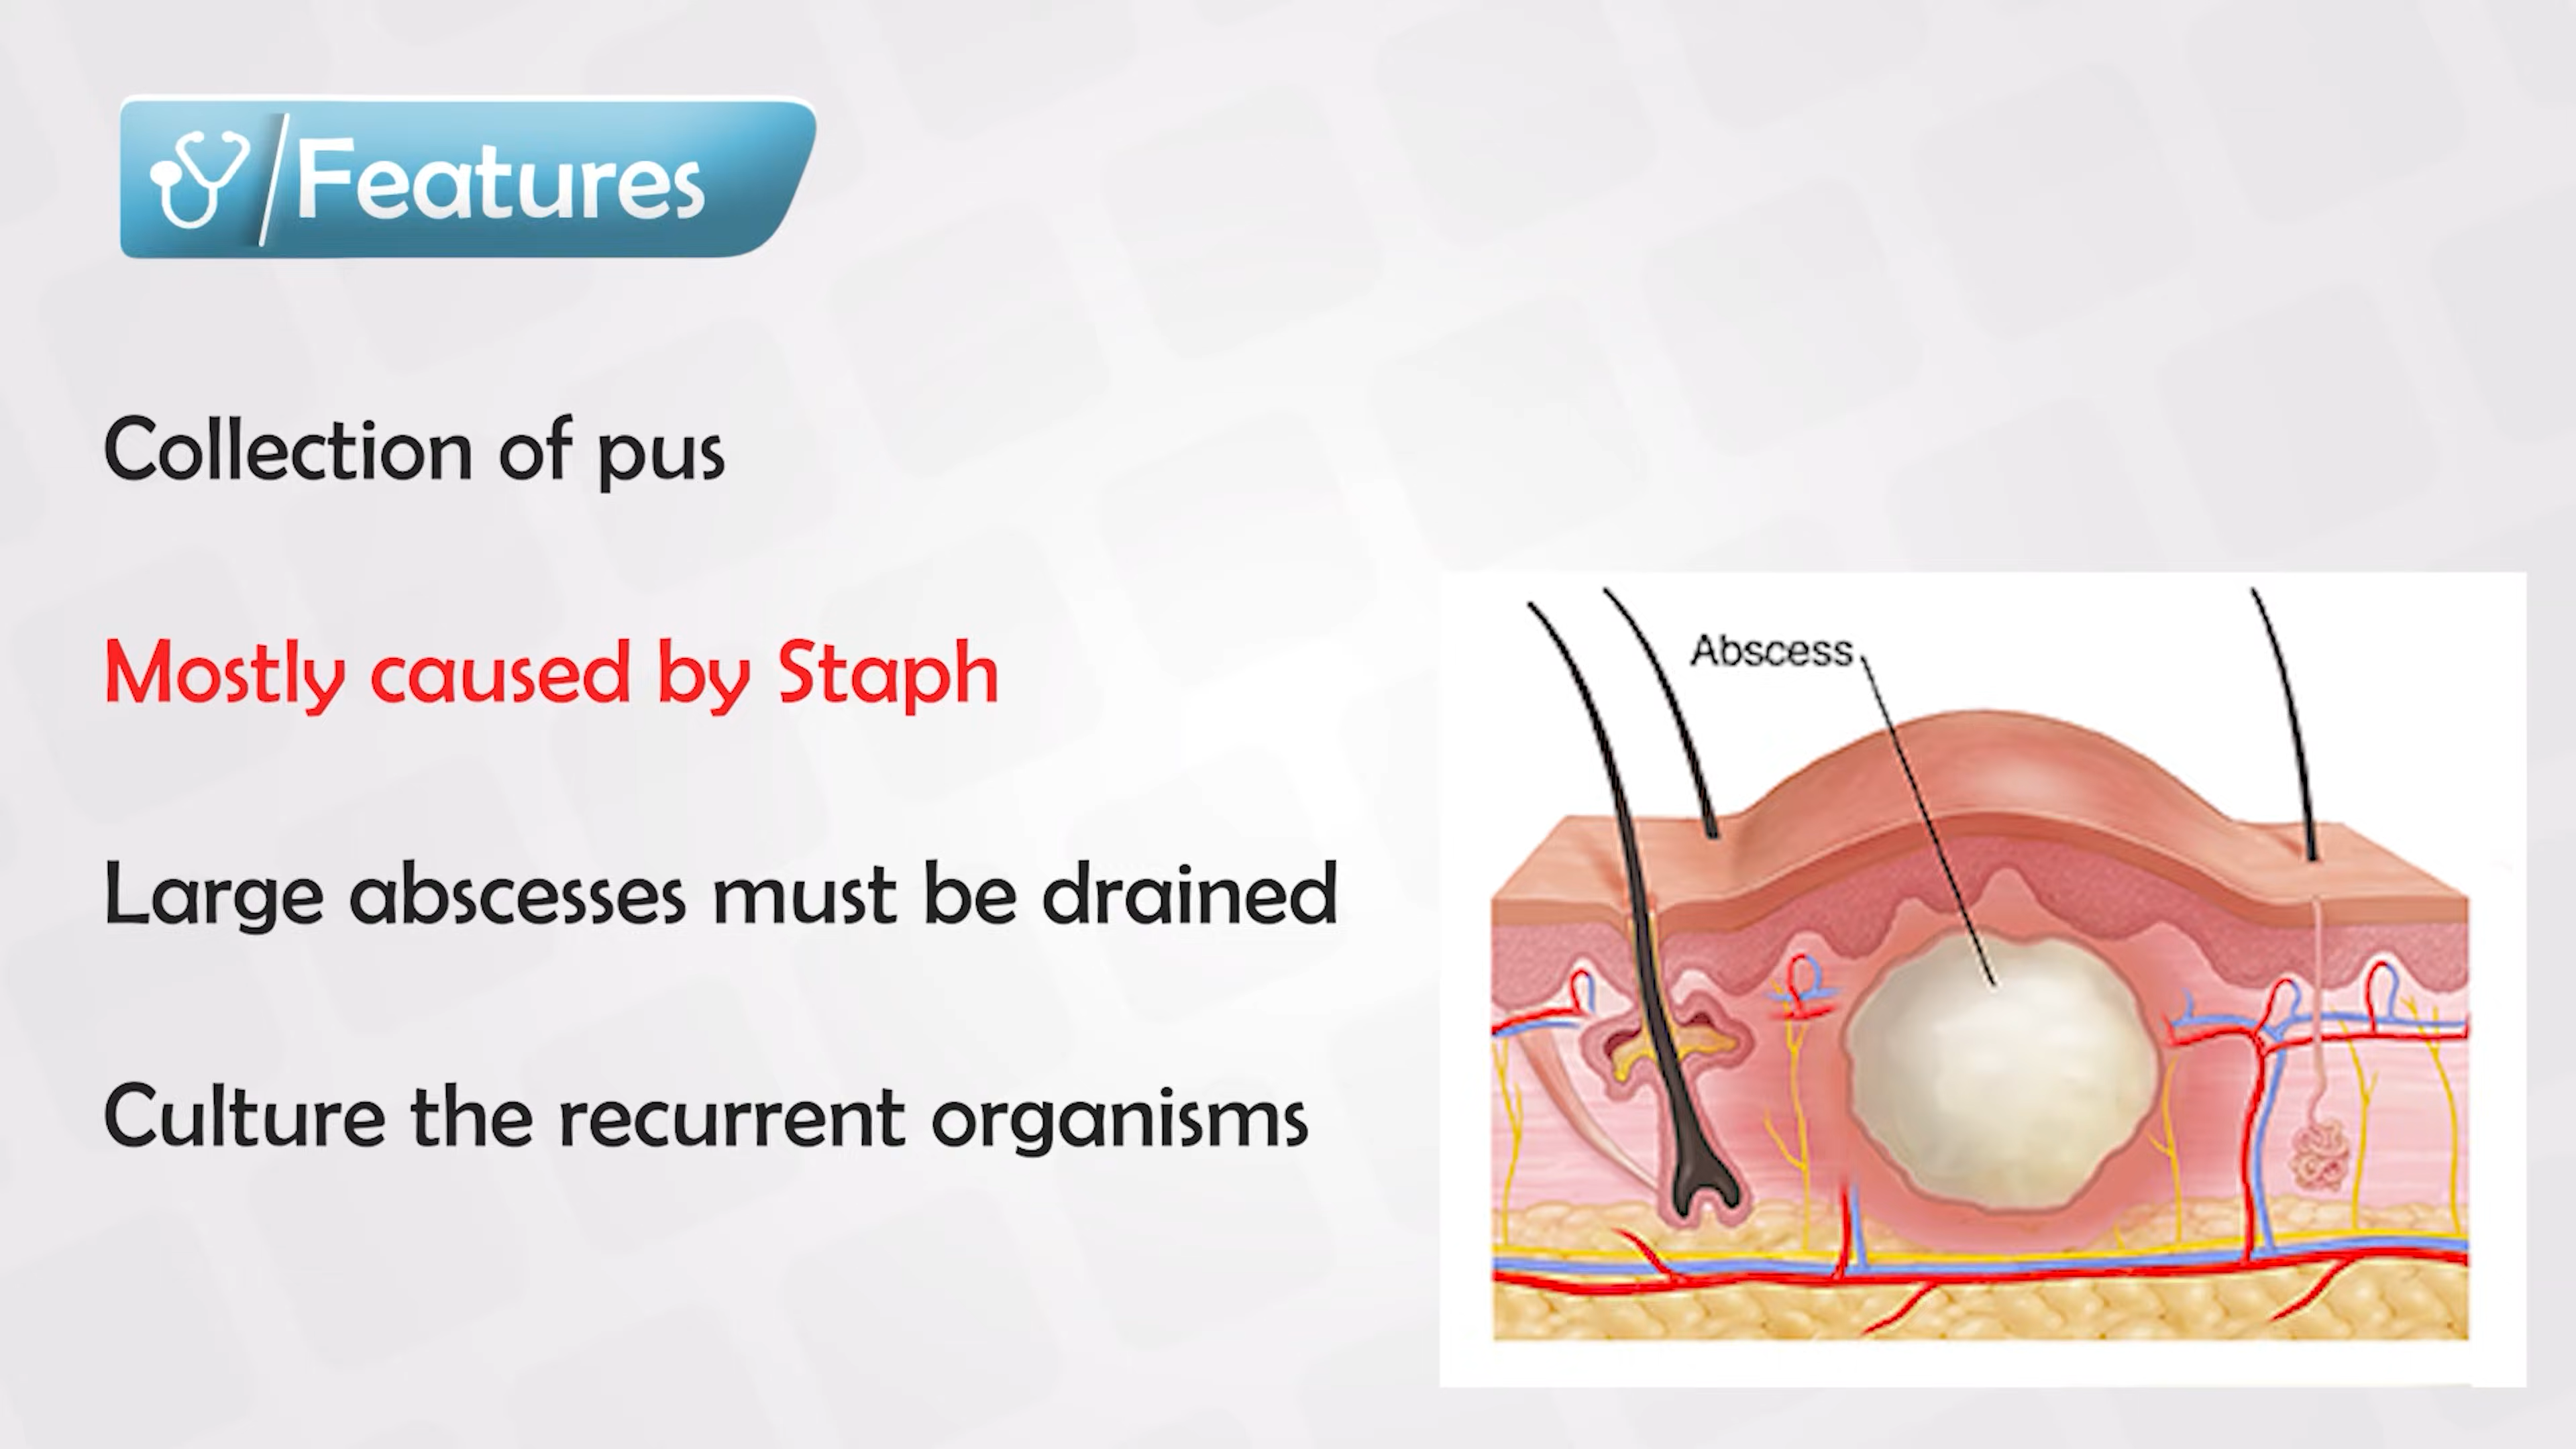 Features
Collection of pus
Mostly caused by Staph
Large abscesses must be drained
Culture the recurrent organisms
Abscess